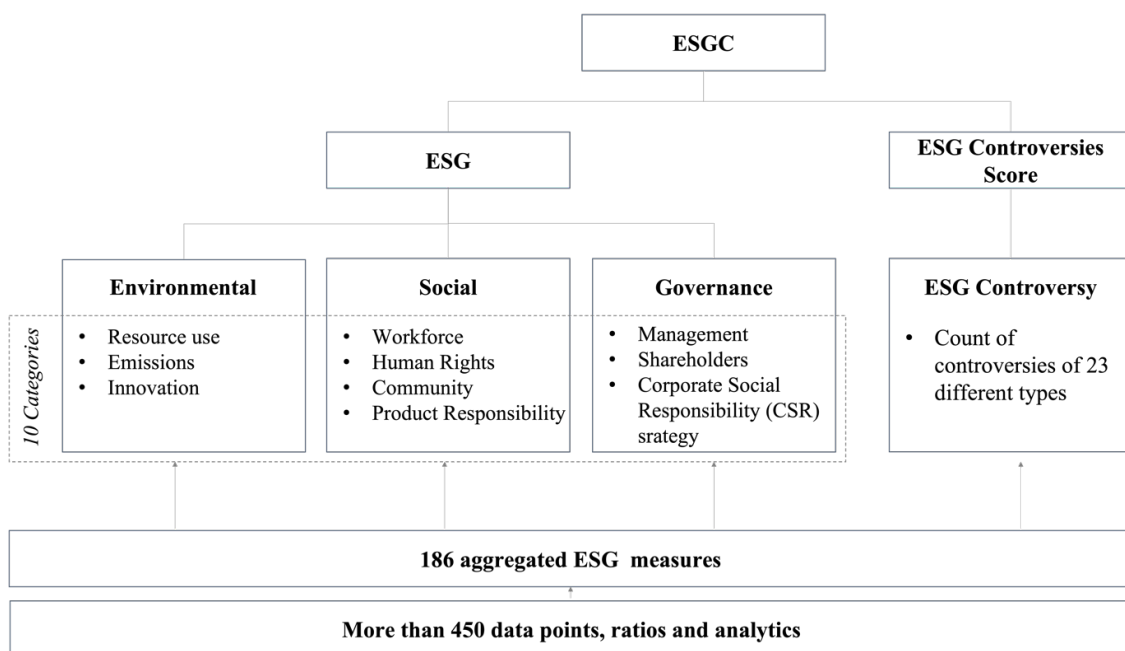 ESGC
ESG
ESG Controversies
Score
Environmental
• Resource use
• Emissions
• Innovation
Social
• Workforce
• Human Rights
• Community
• Product Responsibility
Governance
• Management
• Shareholders
• Corporate Social
Responsibility (CSR)
srategy
ESG Controversy
• Count of
controversies of 23
different types
10 Categories
186 aggregated ESG measures
More than 450 data points, ratios and analytics